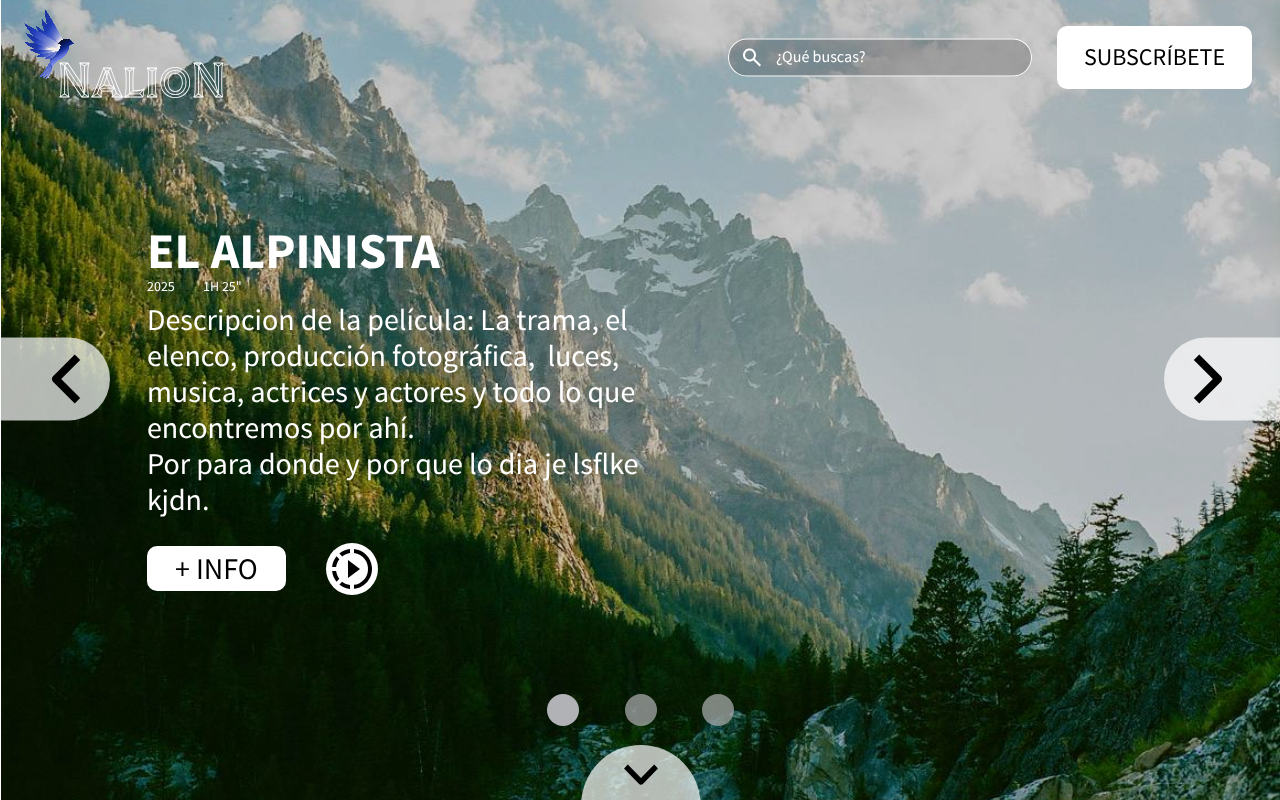 NALION
¿Qué buscas?
SUBSCRÍBETE
EL ALPINISTA
2025 1H 25"
Descripcion de la película: La trama, el
elenco, producción fotográfica, luces,
musica, actrices y actores y todo lo que
encontremos por ahí.
Por para donde y por que lo dia je lsflke
kjdn.
+ INFO